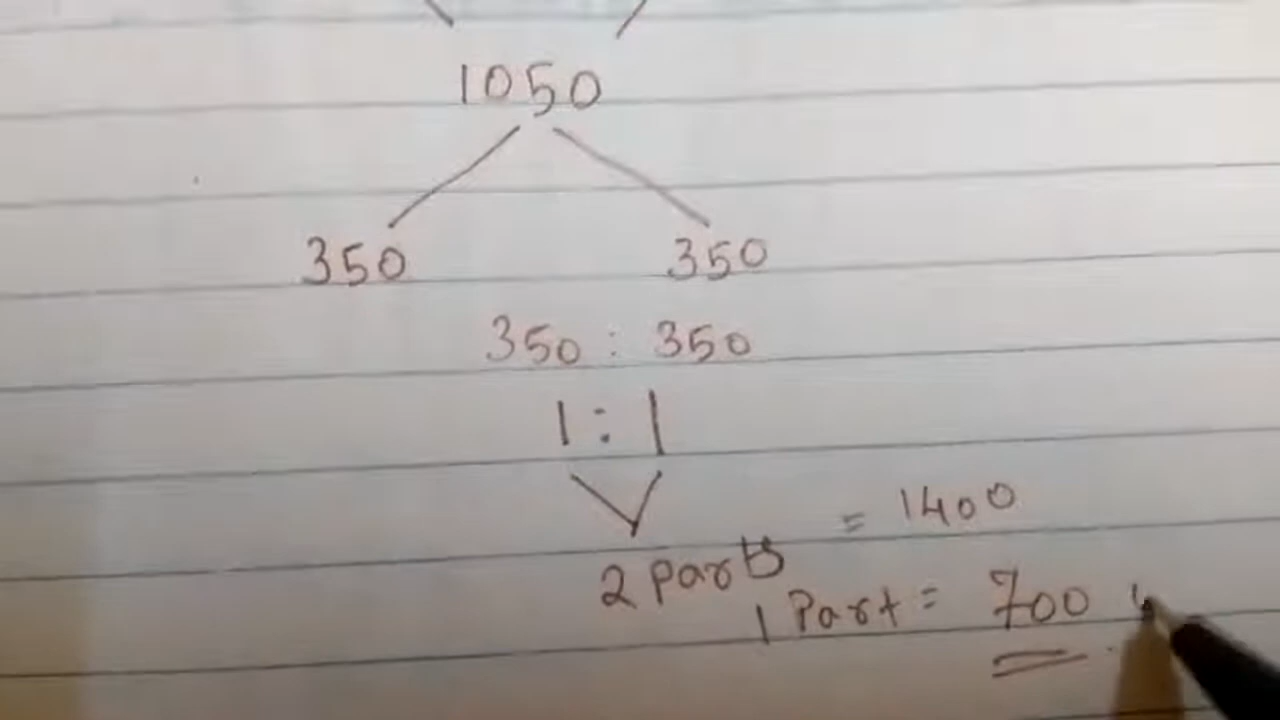 1050
350 350
350 : 350
1 : 1
2 Parts = 1400
1 Part = 700